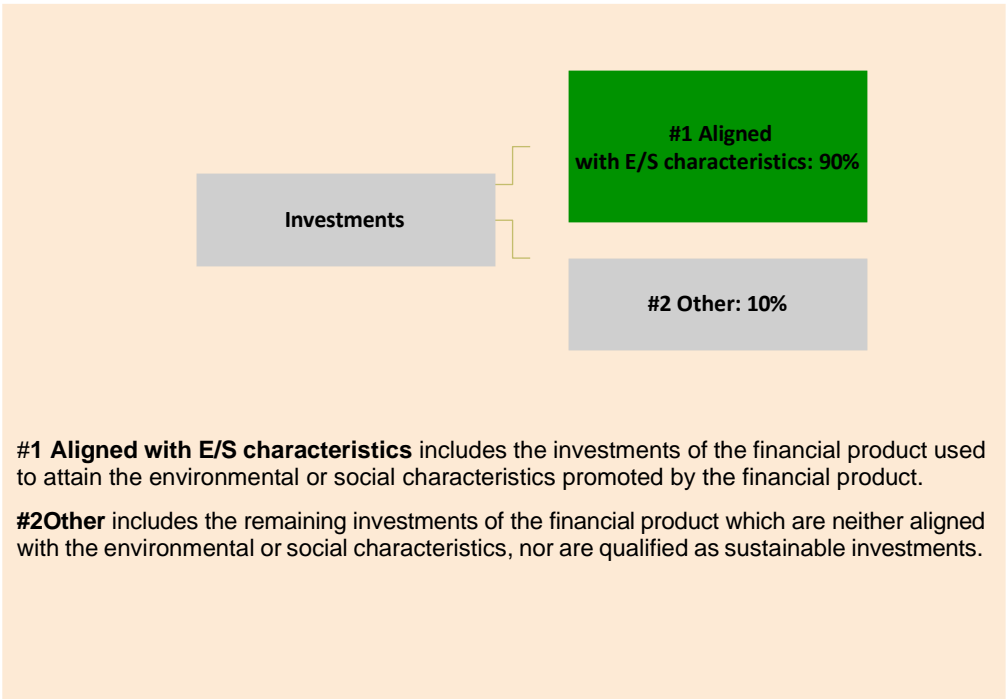 #1 Aligned
with E/S characteristics: 90%
Investments
#2 Other: 10%
#1 Aligned with E/S characteristics includes the investments of the financial product used
to attain the environmental or social characteristics promoted by the financial product.
#2Other includes the remaining investments of the financial product which are neither aligned
with the environmental or social characteristics, nor are qualified as sustainable investments.